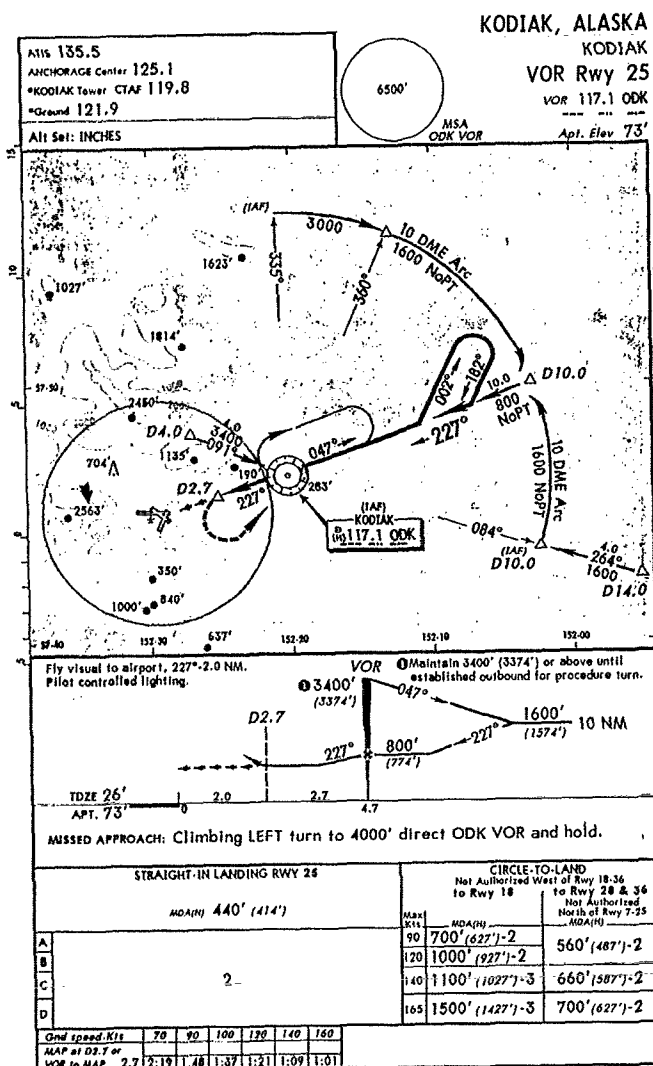 KODIAK, ALASKA
KODIAK
VOR Rwy 25
VOR 117.1 ODK
Apt. Elev 73'
ATIS 135.5
ANCHORAGE Center 125.1
*KODIAK Tower CTAF 119.8
*Ground 121.9
Alt Set: INCHES
6500'
MSA
ODK VOR
15
(IAF)
3000
10 DME Arc
1600 NoPT
335°
360°
1623'
10
1027'
1814'
002°
182°
D10.0
10.0
800
NoPT
227°
57-50
5
2450'
D4.0
4.0
3400
091°
047°
10 DME Arc
1600 NoPT
704'
1135'
190'
D2.7
227°
283'
2563'
(IAF)
KODIAK
D
(H) 117.1 ODK
084°
(IAF)
D10.0
4.0
264°
1600
D14.0
0
350'
1000'
840'
637'
57-40
152-30
152-20
152-10
152-00
5
Fly visual to airport, 227°-2.0 NM.
Pilot controlled lighting.
VOR
❶Maintain 3400' (3374') or above until
established outbound for procedure turn.
❶3400'
(3374')
047°
1600'
(1574')
10 NM
D2.7
227°
800'
(774')
227°
TDZE 26'
APT. 73'
0
2.0
2.7
4.7
MISSED APPROACH: Climbing LEFT turn to 4000' direct ODK VOR and hold.
STRAIGHT-IN LANDING RWY 25
MDA(H) 440' (414')
CIRCLE-TO-LAND
Not Authorized West of Rwy 18-36
to Rwy 18
to Rwy 28 & 36
Not Authorized
North of Rwy 7-25
Max
Kts
MDA(H)
MDA(H)
A
B
C
D
2
90 700' (627')-2
560' (487')-2
120 1000' (927')-2
140 1100' (1027')-3 660' (587')-2
165 1500' (1427')-3 700' (627')-2
Gnd speed-Kts 70 90 100 120 140 160
MAP at D2.7 or
VOR to MAP 2.7 2:19 1:48 1:37 1:21 1:09 1:01